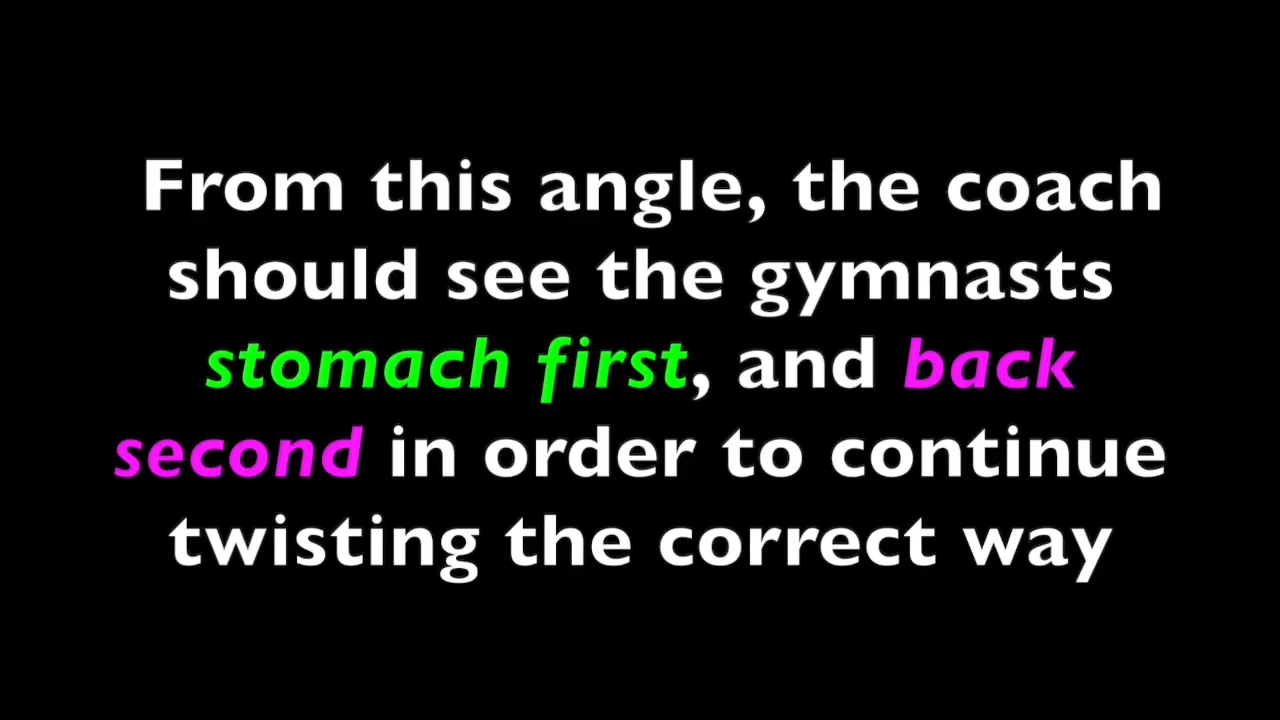 From this angle, the coach
should see the gymnasts
stomach first, and back
second in order to continue
twisting the correct way